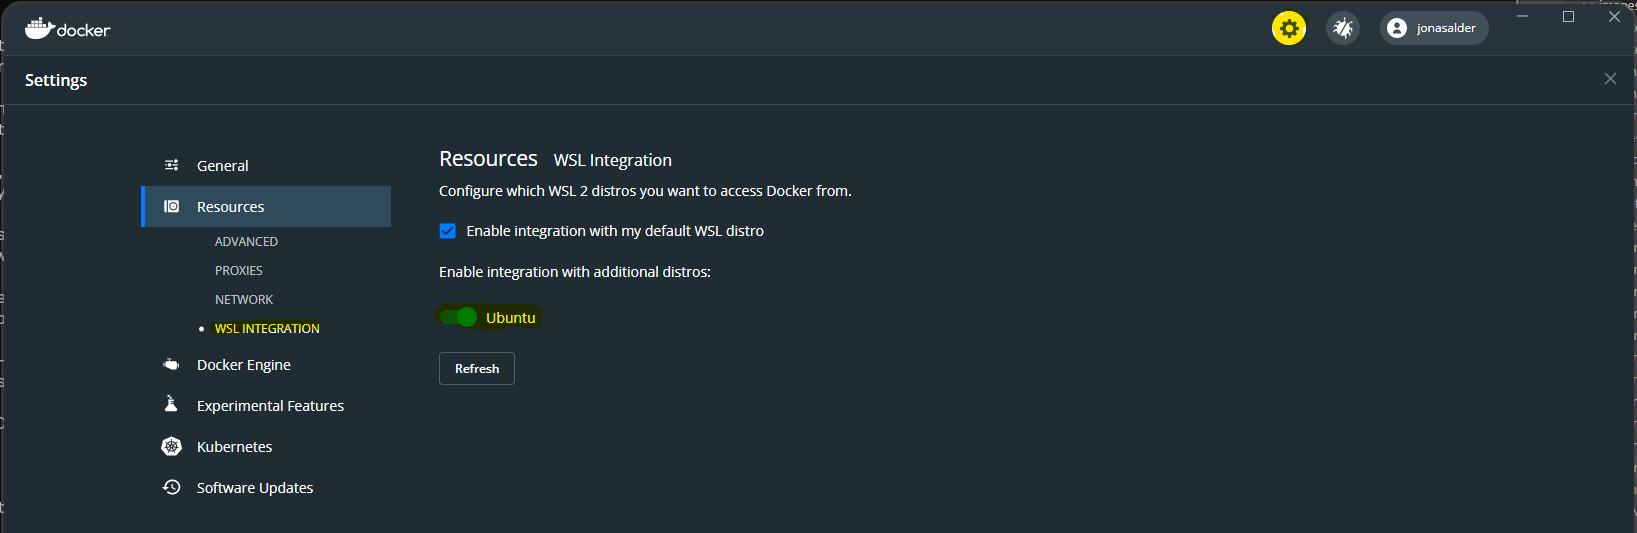 docker
jonasalder
Settings
General
Resources
ADVANCED
PROXIES
NETWORK
WSL INTEGRATION
Docker Engine
Experimental Features
Kubernetes
Software Updates
Resources WSL Integration
Configure which WSL 2 distros you want to access Docker from.
Enable integration with my default WSL distro
Enable integration with additional distros:
Ubuntu
Refresh